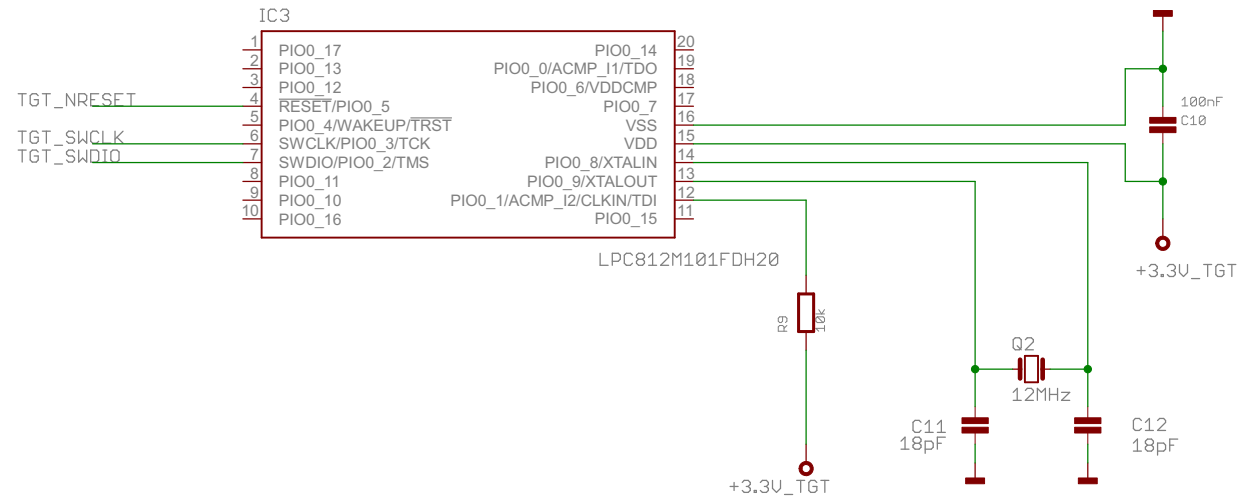 IC3
1 PIO0_17 PIO0_14 20
2 PIO0_13 PIO0_0/ACMP_I1/TDO 19
3 PIO0_12 PIO0_6/VDDCMP 18
TGT_NRESET 4 RESET/PIO0_5 PIO0_7 17
5 PIO0_4/WAKEUP/TRST VSS 16
TGT_SWCLK 6 SWCLK/PIO0_3/TCK VDD 15
TGT_SWDIO 7 SWDIO/PIO0_2/TMS PIO0_8/XTALIN 14
8 PIO0_11 PIO0_9/XTALOUT 13
9 PIO0_10 PIO0_1/ACMP_I2/CLKIN/TDI 12
10 PIO0_16 PIO0_15 11
LPC812M101FDH20
100nF
C10
+3.3V_TGT
R9 10k
Q2
12MHz
C11
18pF
C12
18pF
+3.3V_TGT